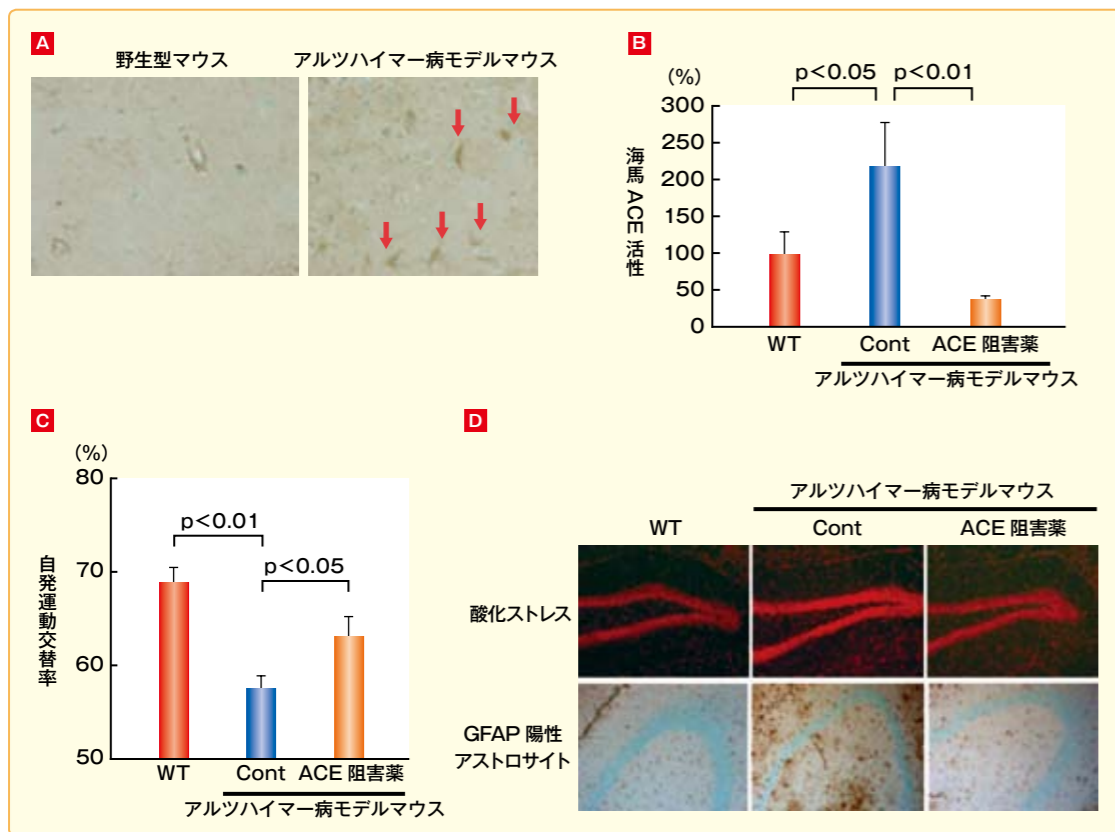 A
野生型マウス
アルツハイマー病モデルマウス
B
(%)
p<0.05
p<0.01
300
250
200
150
100
50
0
海馬 ACE 活性
WT
Cont
ACE 阻害薬
アルツハイマー病モデルマウス
C
(%)
80
70
60
50
p<0.01
p<0.05
自発運動交替率
WT
Cont
ACE 阻害薬
アルツハイマー病モデルマウス
D
アルツハイマー病モデルマウス
WT
Cont
ACE 阻害薬
酸化ストレス
GFAP 陽性
アストロサイト